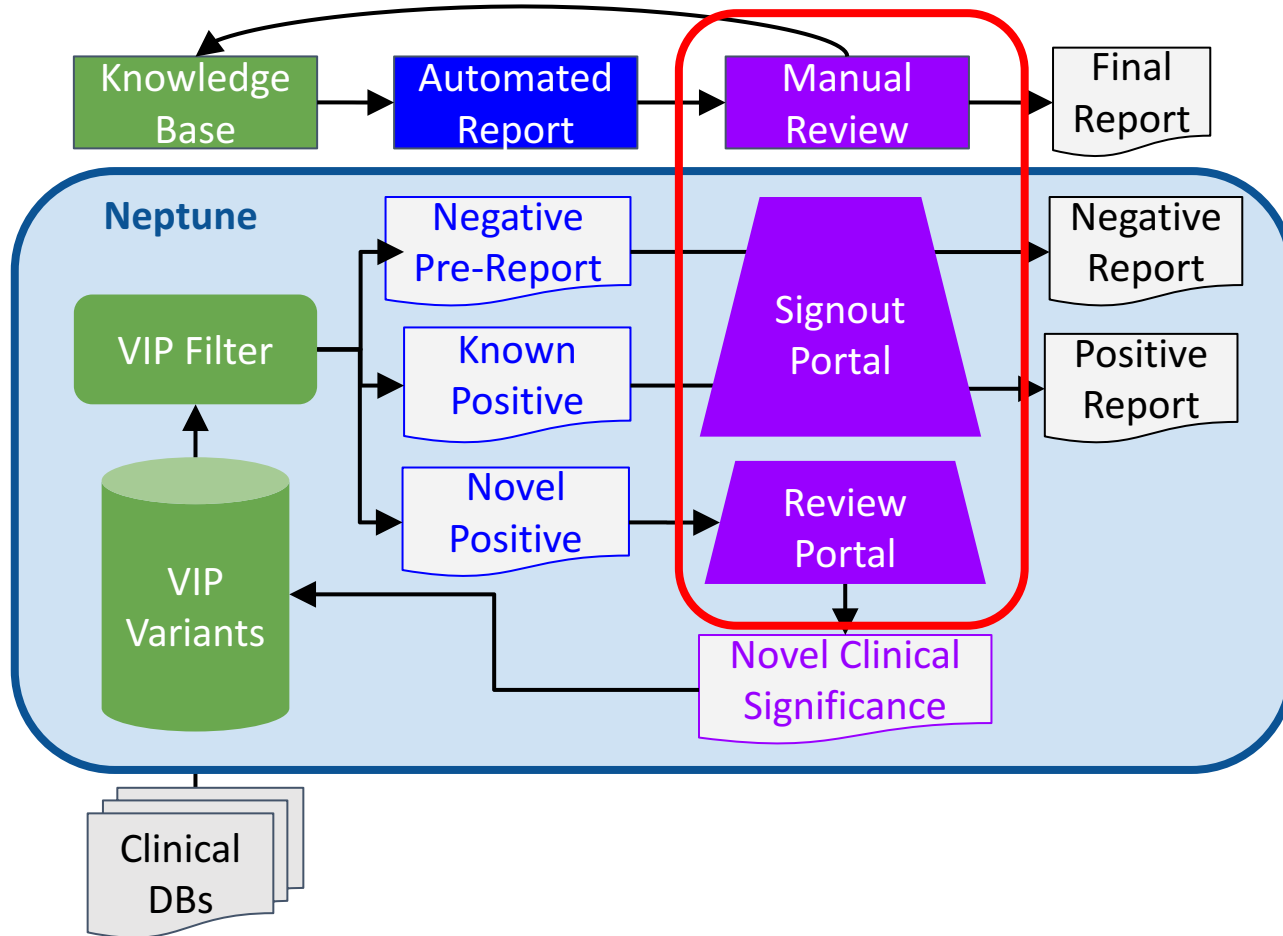 Knowledge
Base
Automated
Report
Manual
Review
Final
Report
Neptune
Negative
Pre-Report
Negative
Report
VIP Filter
Known
Positive
Signout
Portal
Positive
Report
Novel
Positive
Review
Portal
VIP
Variants
Novel Clinical
Significance
Clinical
DBs